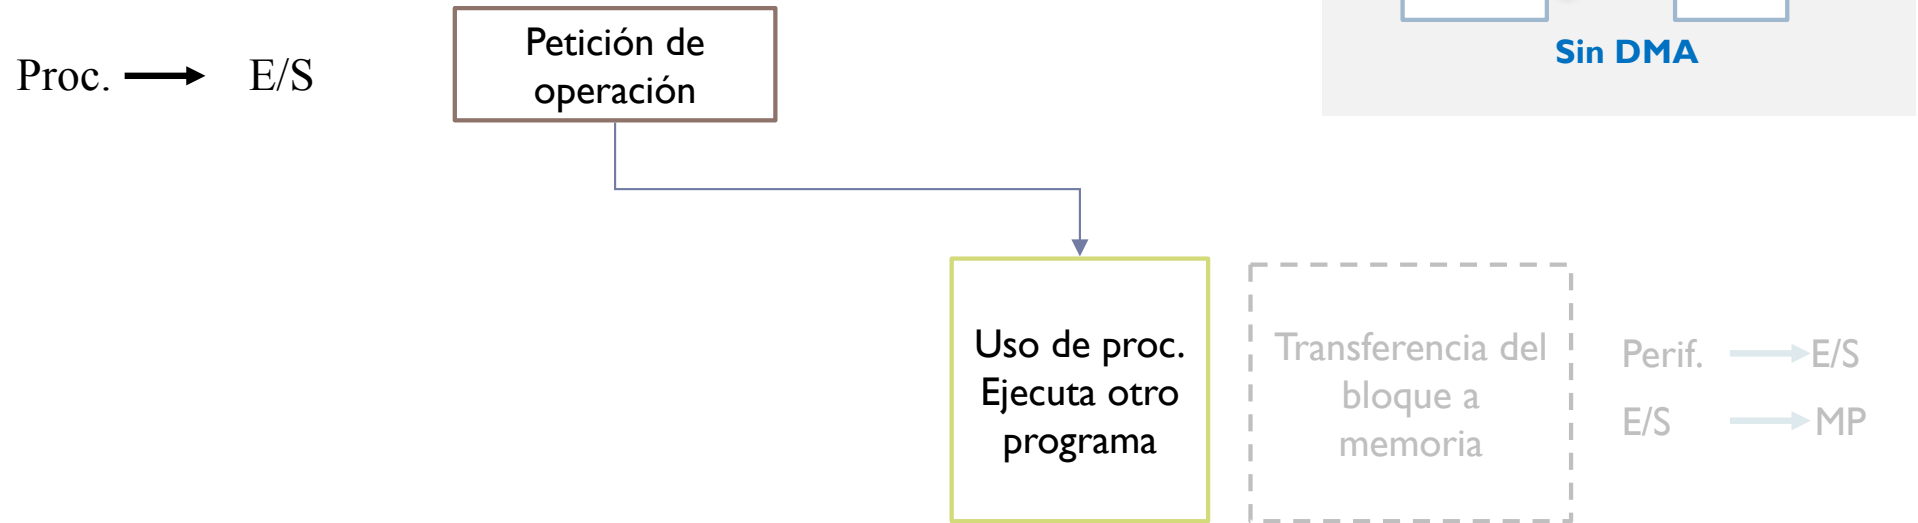 Sin DMA
Proc. E/S
Petición de
operación
Uso de proc.
Ejecuta otro
programa
Transferencia del
bloque a
memoria
Perif. E/S
E/S MP